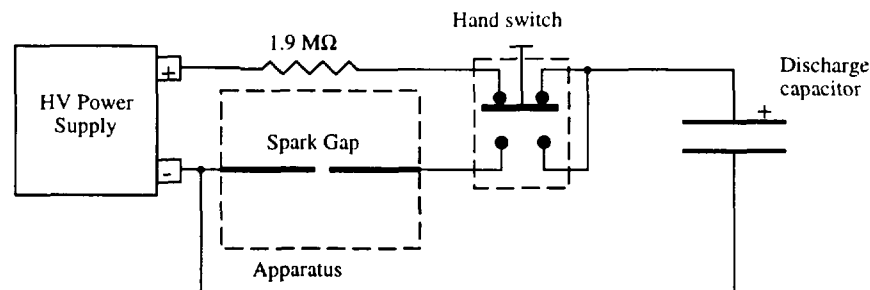 Hand switch
1.9 MΩ
+
HV Power
Supply
Discharge
capacitor
+
Spark Gap
-
Apparatus